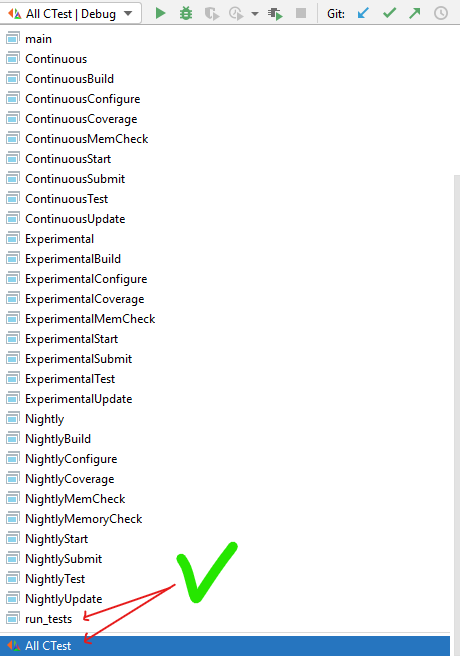 All CTest | Debug Git:
main
Continuous
ContinuousBuild
ContinuousConfigure
ContinuousCoverage
ContinuousMemCheck
ContinuousStart
ContinuousSubmit
ContinuousTest
ContinuousUpdate
Experimental
ExperimentalBuild
ExperimentalConfigure
ExperimentalCoverage
ExperimentalMemCheck
ExperimentalStart
ExperimentalSubmit
ExperimentalTest
ExperimentalUpdate
Nightly
NightlyBuild
NightlyConfigure
NightlyCoverage
NightlyMemCheck
NightlyMemoryCheck
NightlyStart
NightlySubmit
NightlyTest
NightlyUpdate
run_tests
All CTest